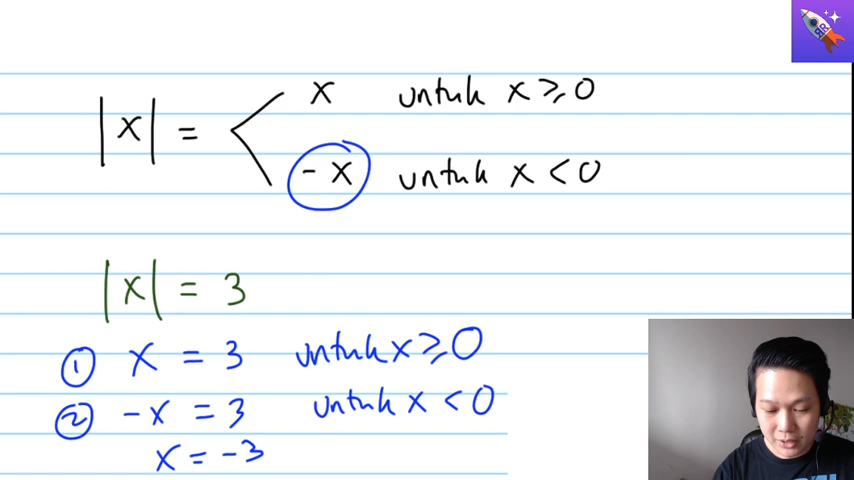 |x| = x untuk x ≥ 0
-x untuk x < 0
|x| = 3
① x = 3 untuk x ≥ 0
② -x = 3 untuk x < 0
x = -3